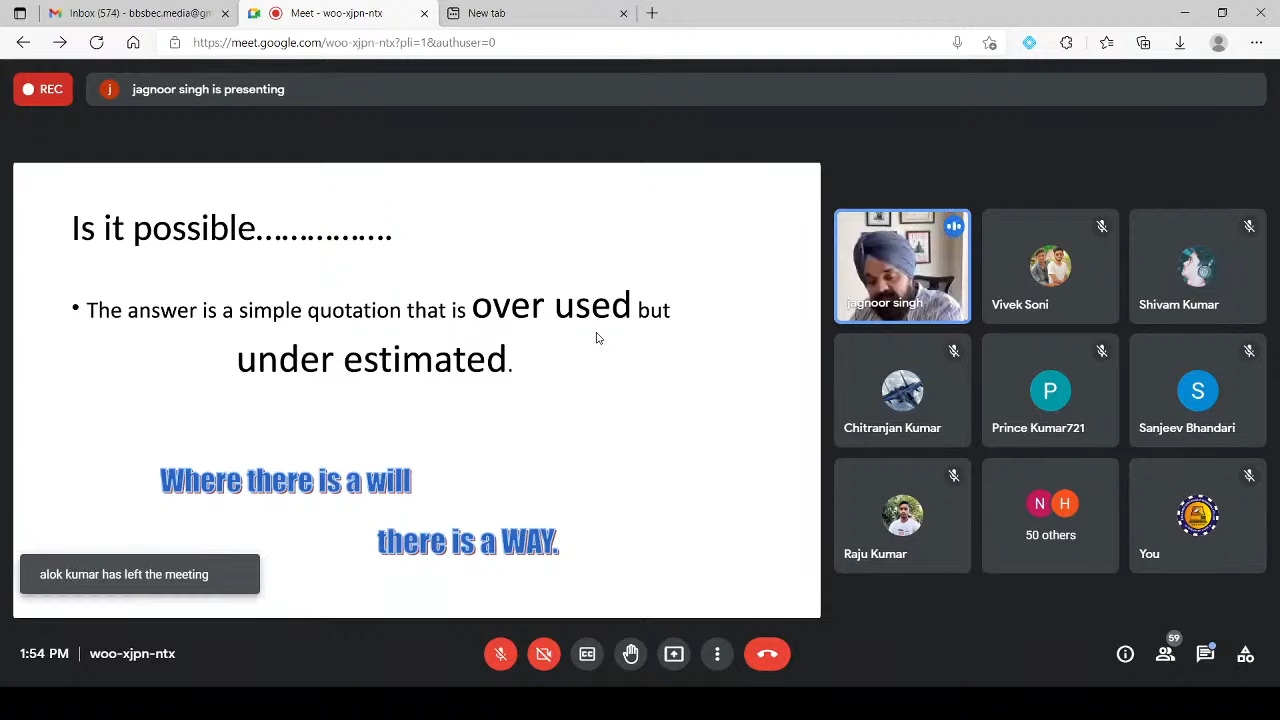 Inbox (574) - bbsbec.media@gm
Meet - woo-xjpn-ntx
New tab
https://meet.google.com/woo-xjpn-ntx?pli=1&authuser=0
REC
j
jagnoor singh is presenting
Is it possible...............
• The answer is a simple quotation that is over used but
under estimated.
Where there is a will
there is a WAY.
alok kumar has left the meeting
jagnoor singh
Vivek Soni
Shivam Kumar
Chitranjan Kumar
P
Prince Kumar721
S
Sanjeev Bhandari
Raju Kumar
N H
50 others
You
1:54 PM | woo-xjpn-ntx
CC
59